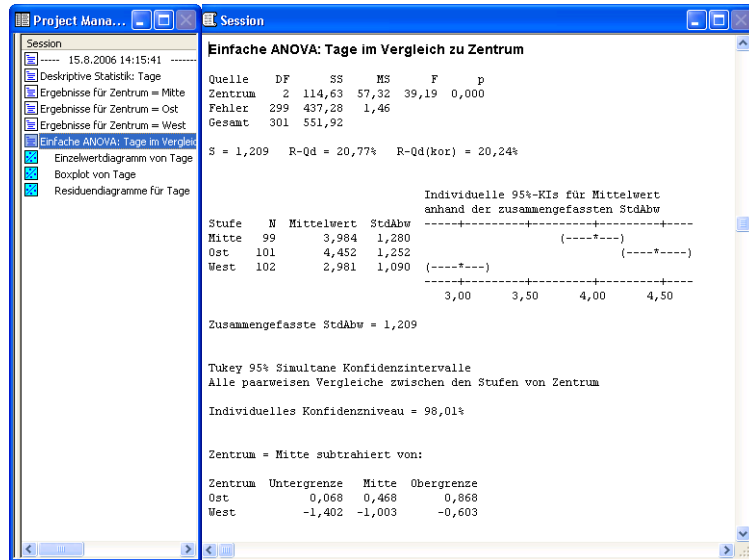 Project Mana...
Session
----- 15.8.2006 14:15:41 -------
Deskriptive Statistik: Tage
Ergebnisse für Zentrum = Mitte
Ergebnisse für Zentrum = Ost
Ergebnisse für Zentrum = West
Einfache ANOVA: Tage im Vergleic
Einzelwertdiagramm von Tage
Boxplot von Tage
Residuendiagramme für Tage
Session
Einfache ANOVA: Tage im Vergleich zu Zentrum
Quelle DF SS MS F p
Zentrum 2 114,63 57,32 39,19 0,000
Fehler 299 437,28 1,46
Gesamt 301 551,92
S = 1,209 R-Qd = 20,77% R-Qd(kor) = 20,24%
Individuelle 95%-KIs für Mittelwert
anhand der zusammengefassten StdAbw
Stufe N Mittelwert StdAbw -----+---------+---------+---------+----
Mitte 99 3,984 1,280 (----*---)
Ost 101 4,452 1,252 (----*----)
West 102 2,981 1,090 (----*---)
-----+---------+---------+---------+----
3,00 3,50 4,00 4,50
Zusammengefasste StdAbw = 1,209
Tukey 95% Simultane Konfidenzintervalle
Alle paarweisen Vergleiche zwischen den Stufen von Zentrum
Individuelles Konfidenzniveau = 98,01%
Zentrum = Mitte subtrahiert von:
Zentrum Untergrenze Mitte Obergrenze
Ost 0,068 0,468 0,868
West -1,402 -1,003 -0,603